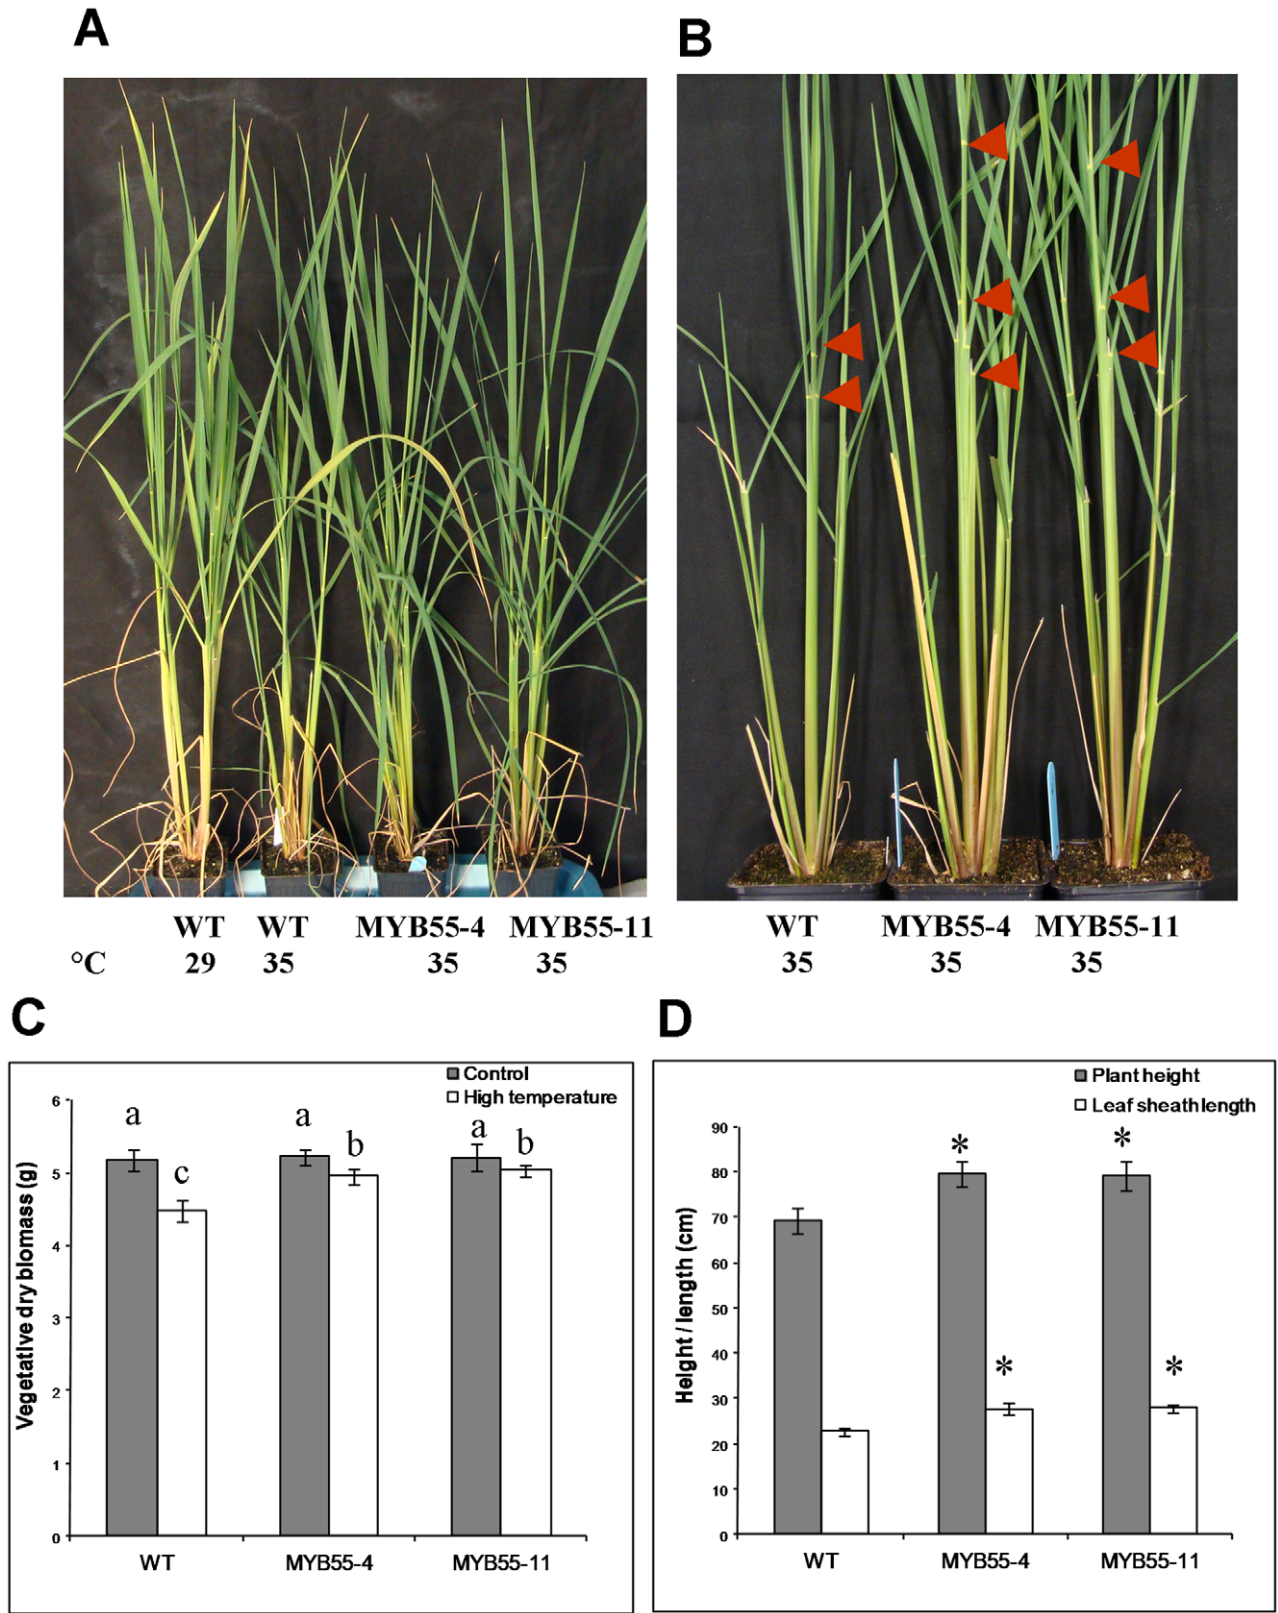 A
B
WT WT MYB55-4 MYB55-11
°C 29 35 35 35
WT MYB55-4 MYB55-11
35 35 35
C
Control
High temperature
Vegetative dry biomass (g)
6
5
4
3
2
1
0
a
c
a
b
a
b
WT MYB55-4 MYB55-11
D
Plant height
Leaf sheath length
Height / length (cm)
90
80
70
60
50
40
30
20
10
0
*
*
*
*
WT MYB55-4 MYB55-11